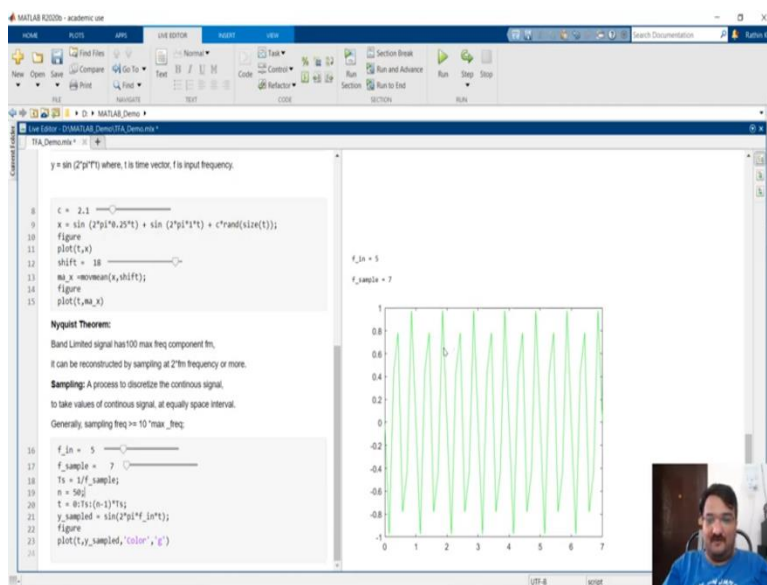 MATLAB R2020b - academic use
HOME PLOTS APPS LIVE EDITOR INSERT VIEW
Search Documentation
New Open Save
Find Files
Compare
Print
Go To
Find
Text
Normal
B I U M
Code
Task
Control
Refactor
Run Section
Section Break
Run and Advance
Run to End
Run Step Stop
FILE NAVIGATE TEXT CODE SECTION RUN
D: MATLAB_Demo
Current Folder
Live Editor - D:\MATLAB_Demo\TFA_Demo.mlx *
TFA_Demo.mlx *
y = sin (2*pi*f*t) where, t is time vector, f is input frequency.
8 C = 2.1
9 x = sin (2*pi*0.25*t) + sin (2*pi*1*t) + c*rand(size(t));
10 figure
11 plot(t,x)
12 shift = 18
13 ma_x =movmean(x,shift);
14 figure
15 plot(t,ma_x)
Nyquist Theorem:
Band Limited signal has100 max freq component fm,
it can be reconstructed by sampling at 2*fm frequency or more.
Sampling: A process to discretize the continous signal,
to take values of continous signal, at equally space interval.
Generally, sampling freq >= 10 *max _freq;
16 f_in = 5
17 f_sample = 7
18 Ts = 1/f_sample;
19 n = 50;
20 t = 0:Ts:(n-1)*Ts;
21 y_sampled = sin(2*pi*f_in*t);
22 figure
23 plot(t,y_sampled,'Color','g')
24
f_in = 5
f_sample = 7
1
0.8
0.6
0.4
0.2
0
-0.2
-0.4
-0.6
-0.8
-1
0 1 2 3 4 5 6 7
UTF-8 script